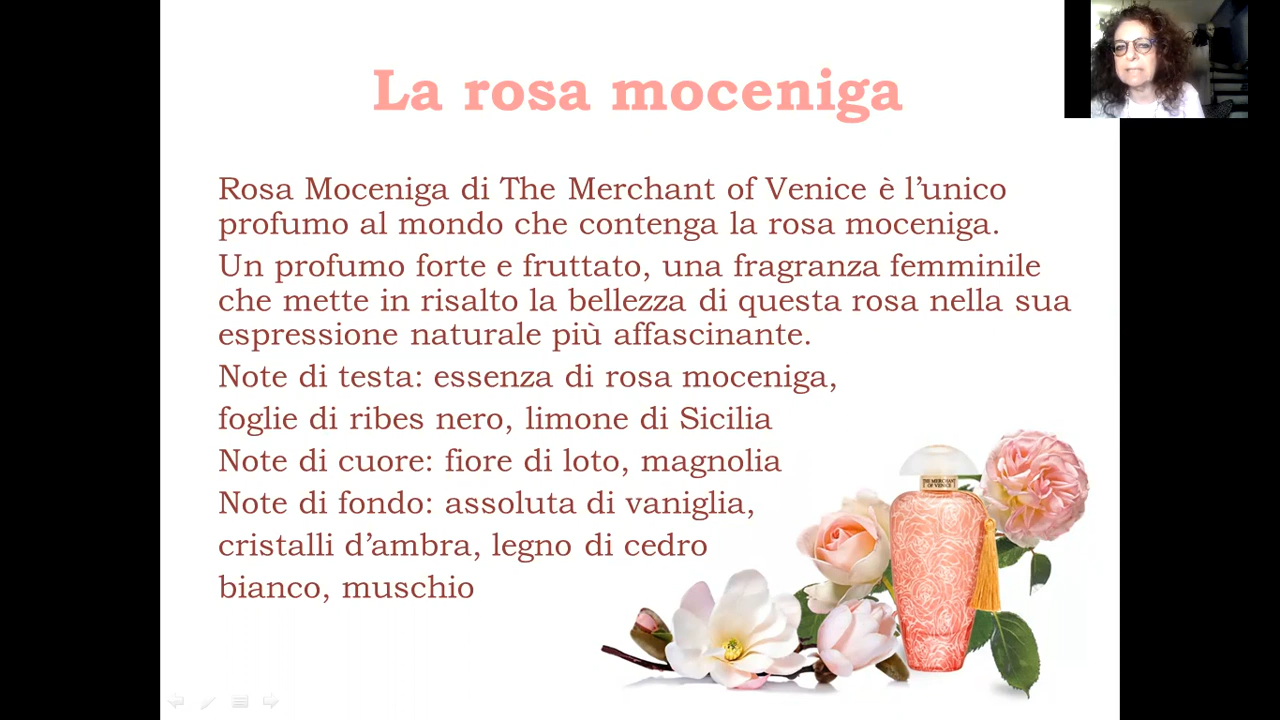 La rosa moceniga
Rosa Moceniga di The Merchant of Venice è l’unico
profumo al mondo che contenga la rosa moceniga.
Un profumo forte e fruttato, una fragranza femminile
che mette in risalto la bellezza di questa rosa nella sua
espressione naturale più affascinante.
Note di testa: essenza di rosa moceniga,
foglie di ribes nero, limone di Sicilia
Note di cuore: fiore di loto, magnolia
Note di fondo: assoluta di vaniglia,
cristalli d’ambra, legno di cedro
bianco, muschio
THE MERCHANT
OF VENICE